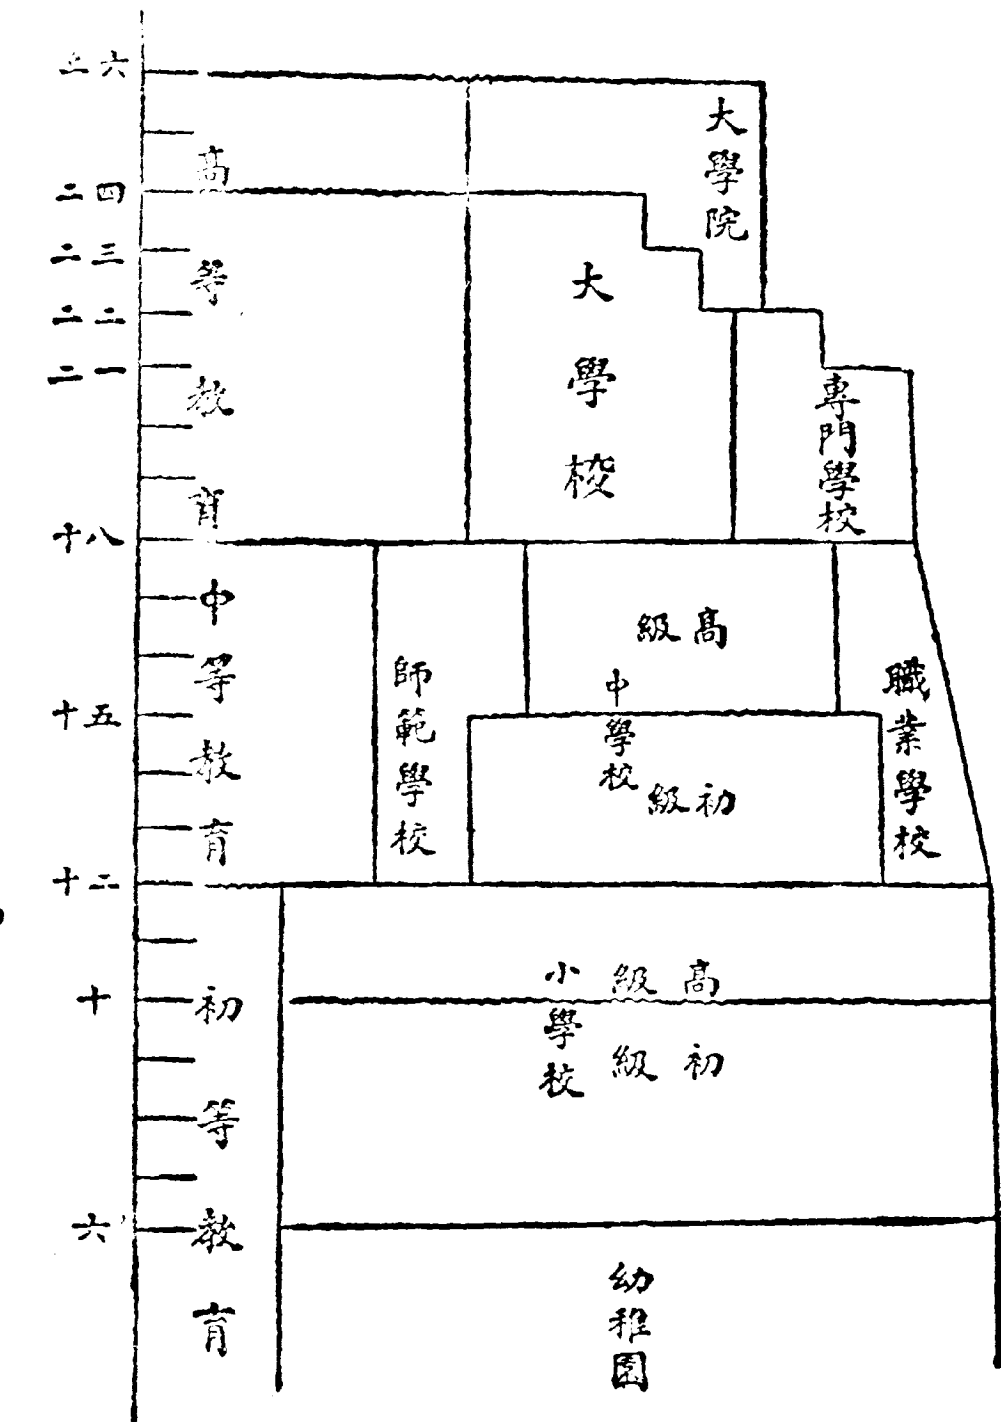 二六
二四
二三
二二
二一
十八
十五
十二
十
六
高等教育
中等教育
初等教育
大學院
大學校
專門學校
師範學校
中學校
高級
初級
職業學校
小學校
高級
初級
幼稚園